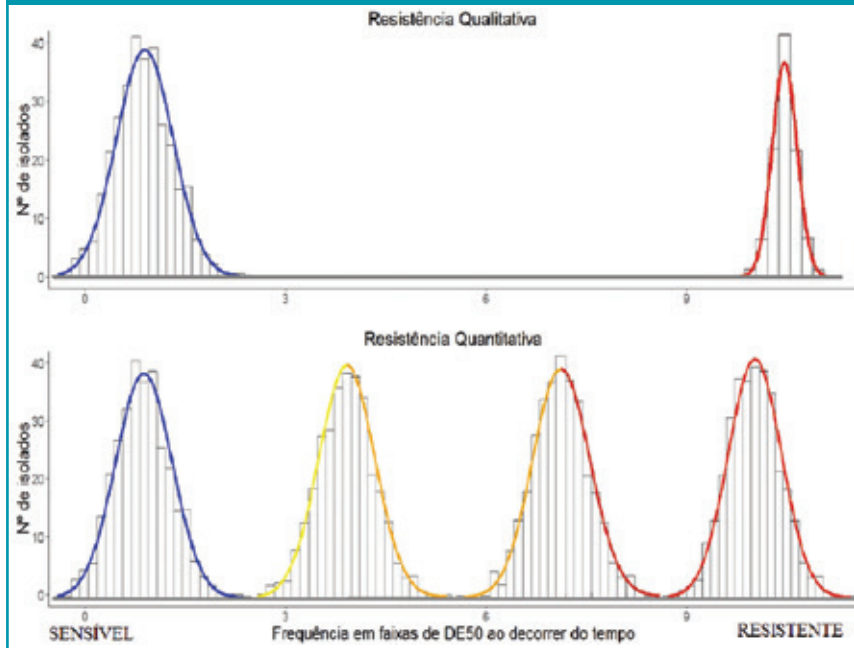 Resistência Qualitativa
Nº de isolados
40
30
20
10
0
0 3 6 9
Resistência Quantitativa
Nº de isolados
40
30
20
10
0
0 3 6 9
SENSÍVEL Frequência em faixas de DE50 ao decorrer do tempo RESISTENTE